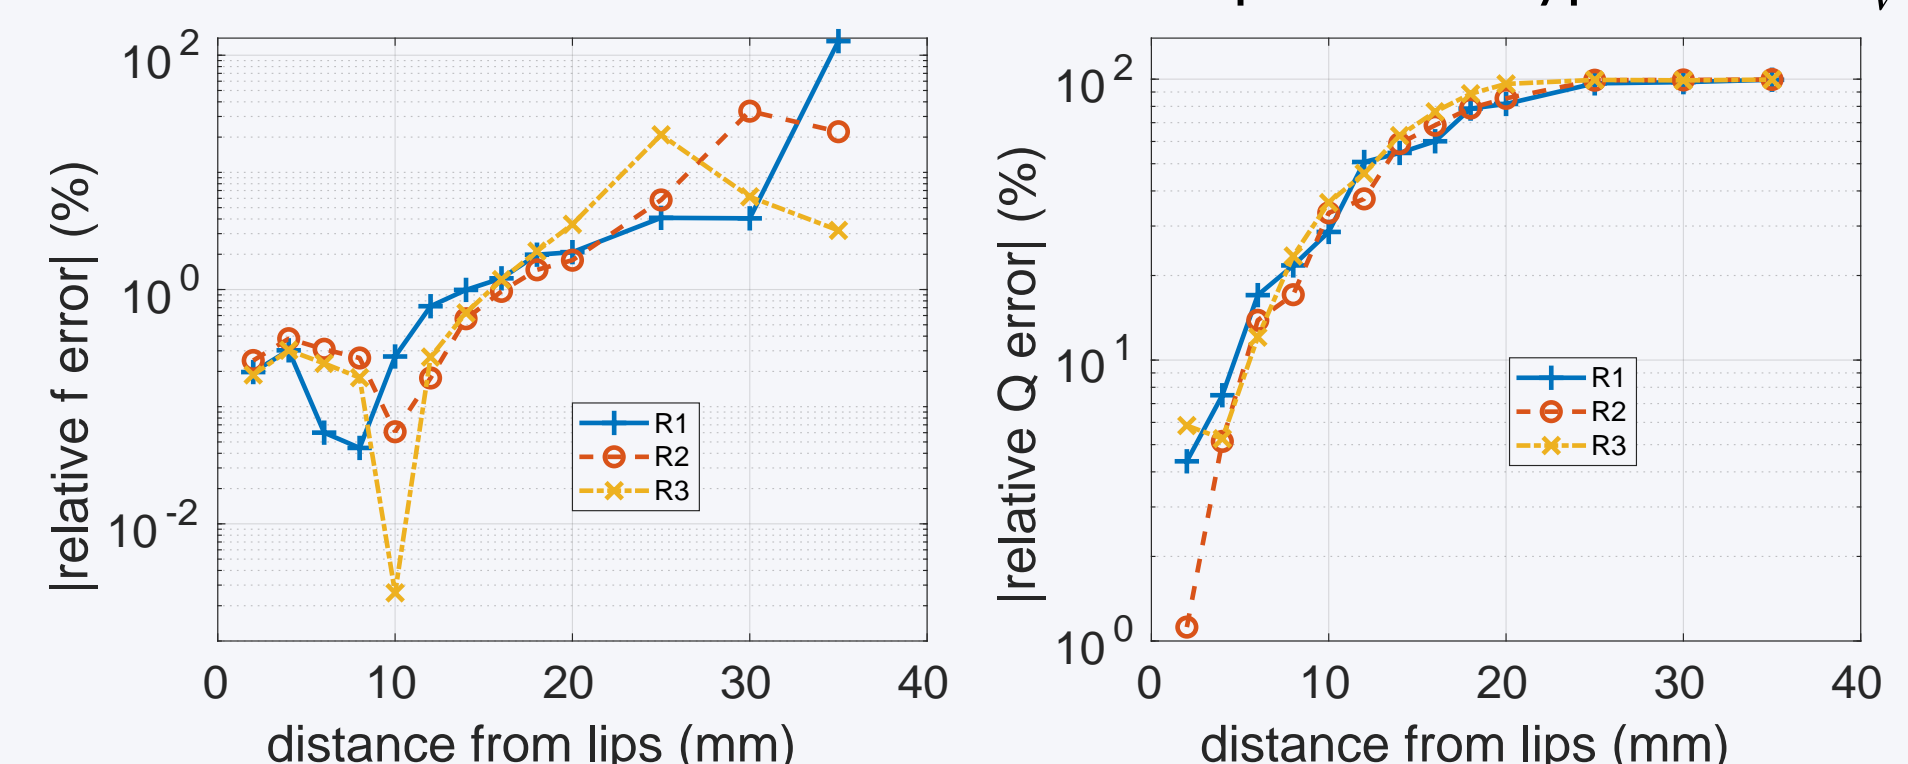 |relative f error| (%)
10 2
10 0
10 -2
0 10 20 30 40
distance from lips (mm)
R1
R2
R3
|relative Q error| (%)
10 2
10 1
10 0
0 10 20 30 40
distance from lips (mm)
R1
R2
R3